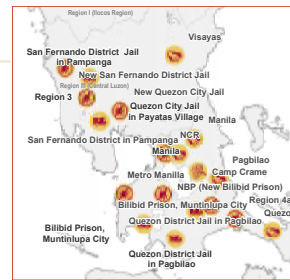 Region I (Ilocos Region)
Visayas
San Fernando District Jail
in Pampanga
New San Fernando District Jail
Region III (Central Luzon)
New Quezon City Jail
Region 3
Quezon City Jail
in Payatas Village
Manila
NCR
San Fernando District in Pampanga
Manila
Pagbilao
Metro Manila
Camp Crame
NBP (New Bilibid Prison)
Region 4a
Bilibid Prison, Muntinlupa City
Quezo
Quezon District Jail in Pagbilao
Bilibid Prison,
Muntinlupa City
Quezon District Jail
in Pagbilao